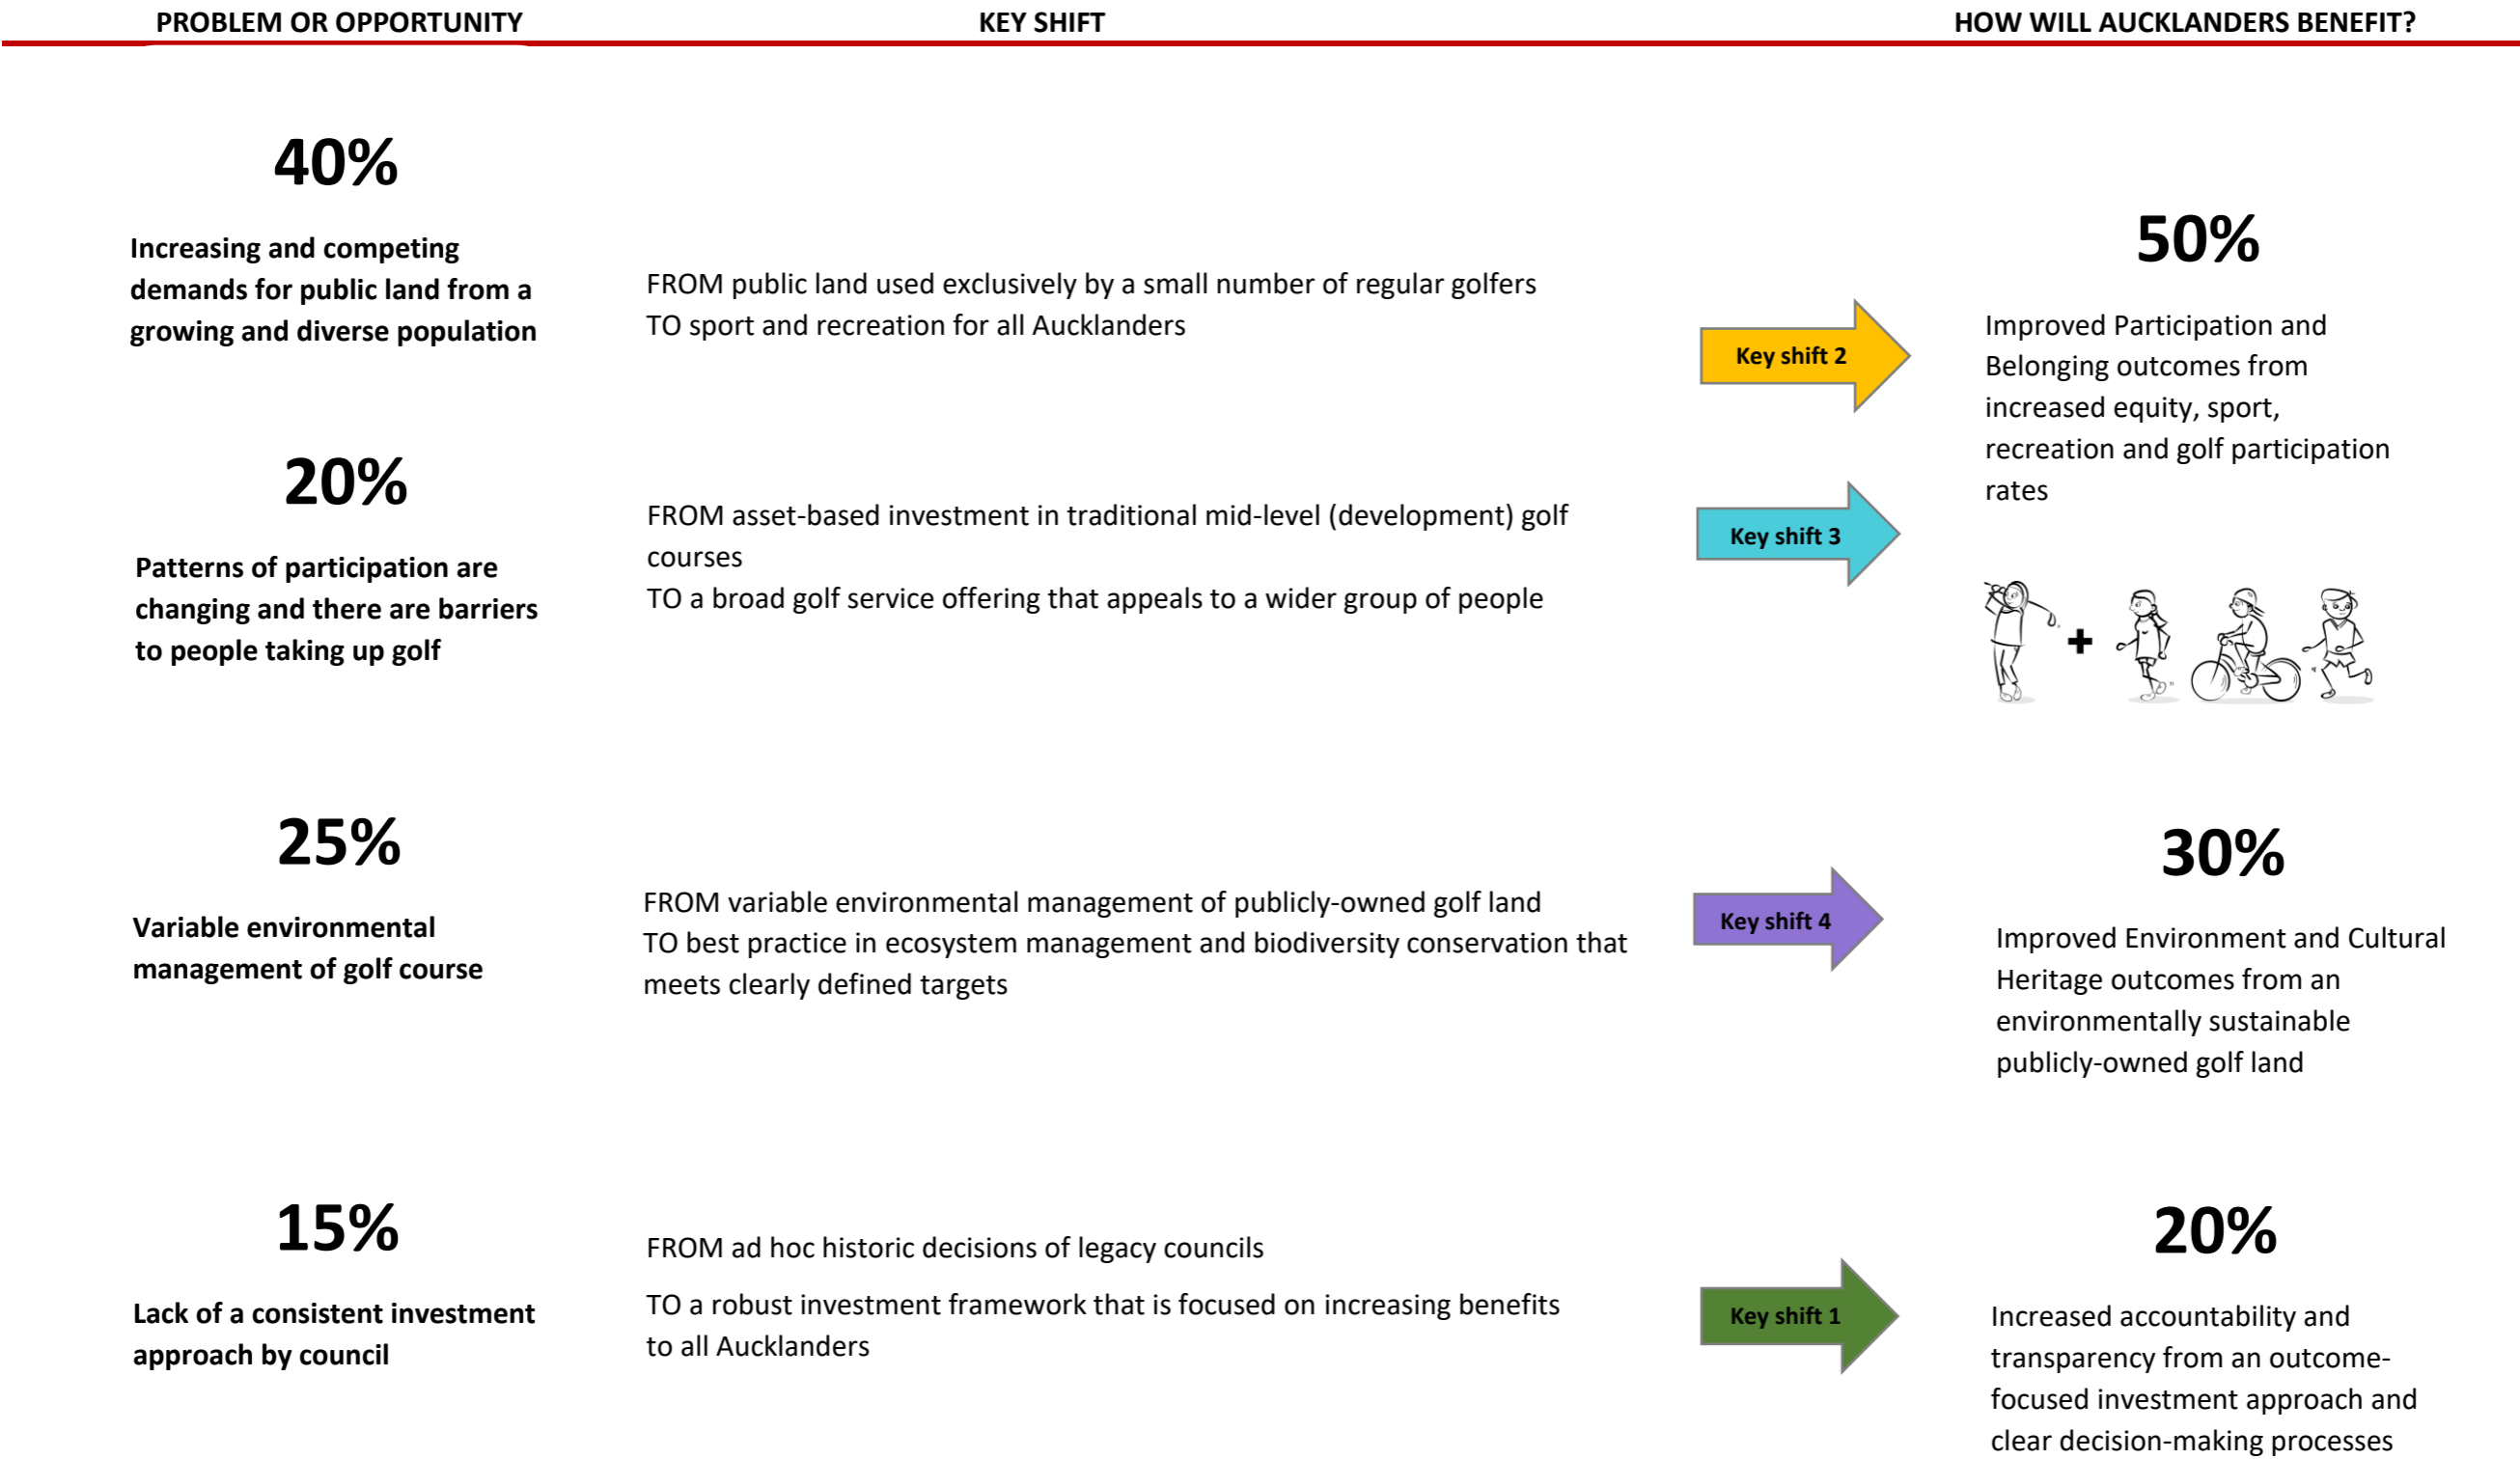 PROBLEM OR OPPORTUNITY
KEY SHIFT
HOW WILL AUCKLANDERS BENEFIT?
40%
Increasing and competing
demands for public land from a
growing and diverse population
FROM public land used exclusively by a small number of regular golfers
TO sport and recreation for all Aucklanders
Key shift 2
50%
Improved Participation and
Belonging outcomes from
increased equity, sport,
recreation and golf participation
rates
20%
Patterns of participation are
changing and there are barriers
to people taking up golf
FROM asset-based investment in traditional mid-level (development) golf
courses
TO a broad golf service offering that appeals to a wider group of people
Key shift 3
+
25%
Variable environmental
management of golf course
FROM variable environmental management of publicly-owned golf land
TO best practice in ecosystem management and biodiversity conservation that
meets clearly defined targets
Key shift 4
30%
Improved Environment and Cultural
Heritage outcomes from an
environmentally sustainable
publicly-owned golf land
15%
Lack of a consistent investment
approach by council
FROM ad hoc historic decisions of legacy councils
TO a robust investment framework that is focused on increasing benefits
to all Aucklanders
Key shift 1
20%
Increased accountability and
transparency from an outcome-
focused investment approach and
clear decision-making processes